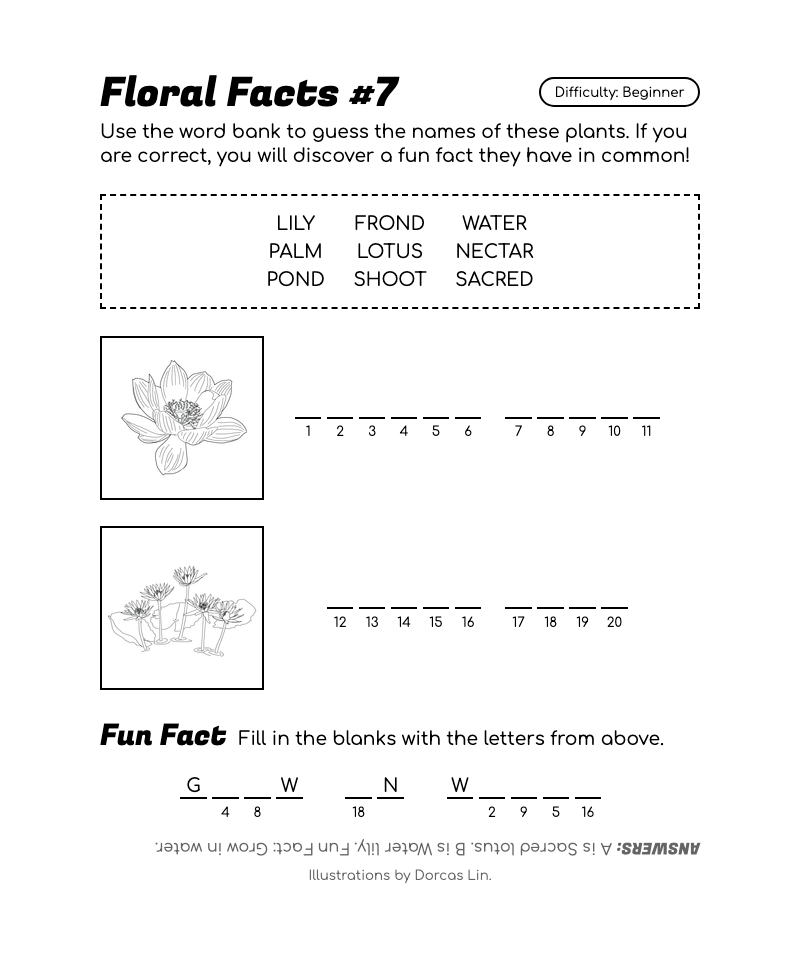 Floral Facts #7
Difficulty: Beginner
Use the word bank to guess the names of these plants. If you
are correct, you will discover a fun fact they have in common!
LILY FROND WATER
PALM LOTUS NECTAR
POND SHOOT SACRED
1 2 3 4 5 6 7 8 9 10 11
12 13 14 15 16 17 18 19 20
Fun Fact Fill in the blanks with the letters from above.
G _ _ W _ N W _ _ _ _
4 8 18 2 9 5 16
ANSWERS: A is Sacred lotus. B is Water lily. Fun Fact: Grow in water.
Illustrations by Dorcas Lin.